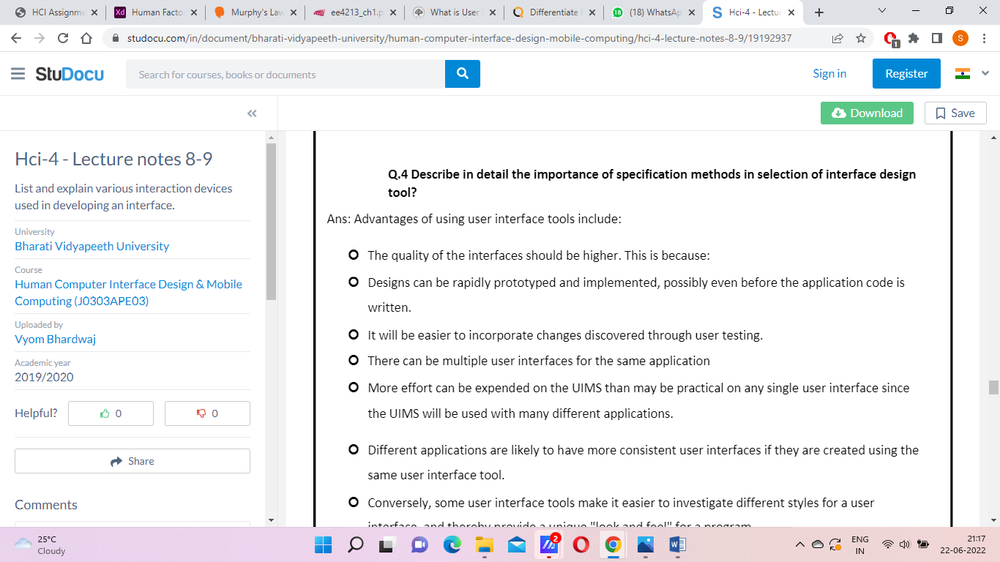 HCI Assignme
Human Facto
Murphy's Law
ee4213_ch1.p
What is User
Differentiate
(18) WhatsAp
Hci-4 - Lectur
studocu.com/in/document/bharati-vidyapeeth-university/human-computer-interface-design-mobile-computing/hci-4-lecture-notes-8-9/19192937
StuDocu
Search for courses, books or documents
Sign in
Register
Download
Save
Hci-4 - Lecture notes 8-9
List and explain various interaction devices
used in developing an interface.
University
Bharati Vidyapeeth University
Course
Human Computer Interface Design & Mobile
Computing (J0303APE03)
Uploaded by
Vyom Bhardwaj
Academic year
2019/2020
Helpful?
0
0
Share
Comments
Q.4 Describe in detail the importance of specification methods in selection of interface design
tool?
Ans: Advantages of using user interface tools include:
The quality of the interfaces should be higher. This is because:
Designs can be rapidly prototyped and implemented, possibly even before the application code is
written.
It will be easier to incorporate changes discovered through user testing.
There can be multiple user interfaces for the same application
More effort can be expended on the UIMS than may be practical on any single user interface since
the UIMS will be used with many different applications.
Different applications are likely to have more consistent user interfaces if they are created using the
same user interface tool.
Conversely, some user interface tools make it easier to investigate different styles for a user
interface, and thereby provide a unique "look and feel" for a program.
25°C
Cloudy
2
ENG
IN
21:17
22-06-2022